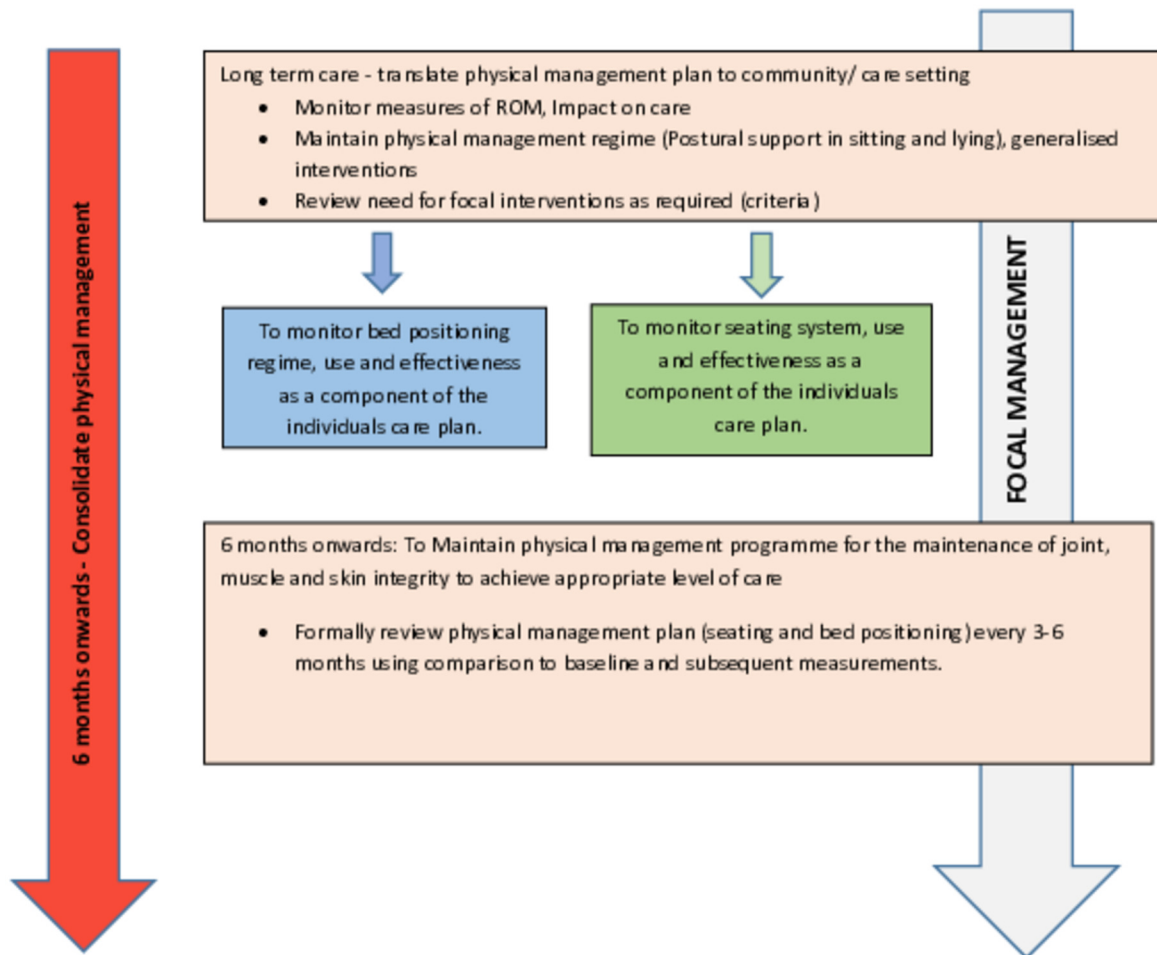 Long term care - translate physical management plan to community/ care setting
• Monitor measures of ROM, Impact on care
• Maintain physical management regime (Postural support in sitting and lying), generalised
interventions
• Review need for focal interventions as required (criteria)
6 months onwards - Consolidate physical management
FOCAL MANAGEMENT
To monitor bed positioning
regime, use and effectiveness
as a component of the
individuals care plan.
To monitor seating system, use
and effectiveness as a
component of the individuals
care plan.
6 months onwards: To Maintain physical management programme for the maintenance of joint,
muscle and skin integrity to achieve appropriate level of care
• Formally review physical management plan (seating and bed positioning) every 3-6
months using comparison to baseline and subsequent measurements.